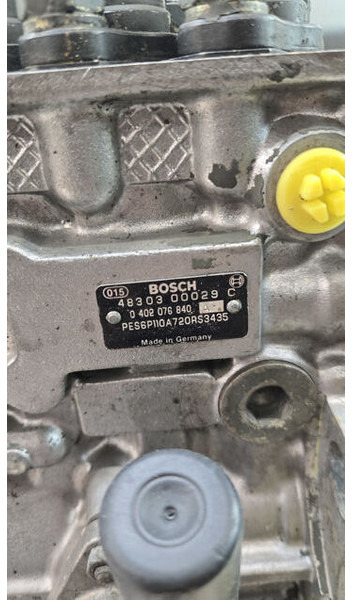 015 BOSCH
48303 00029 C
0 402 076 840
PES6P110A720RS3435
Made in Germany